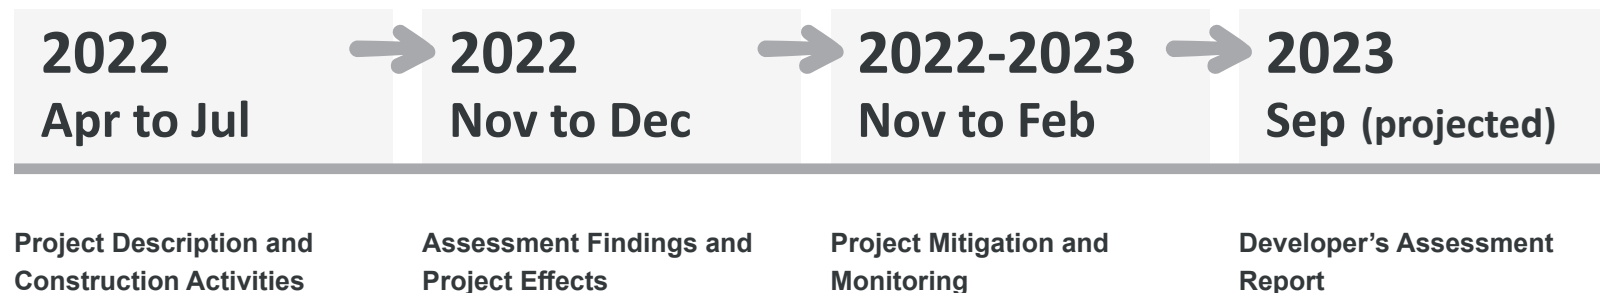 2022
Apr to Jul
2022
Nov to Dec
2022-2023
Nov to Feb
2023
Sep (projected)
Project Description and
Construction Activities
Assessment Findings and
Project Effects
Project Mitigation and
Monitoring
Developer’s Assessment
Report